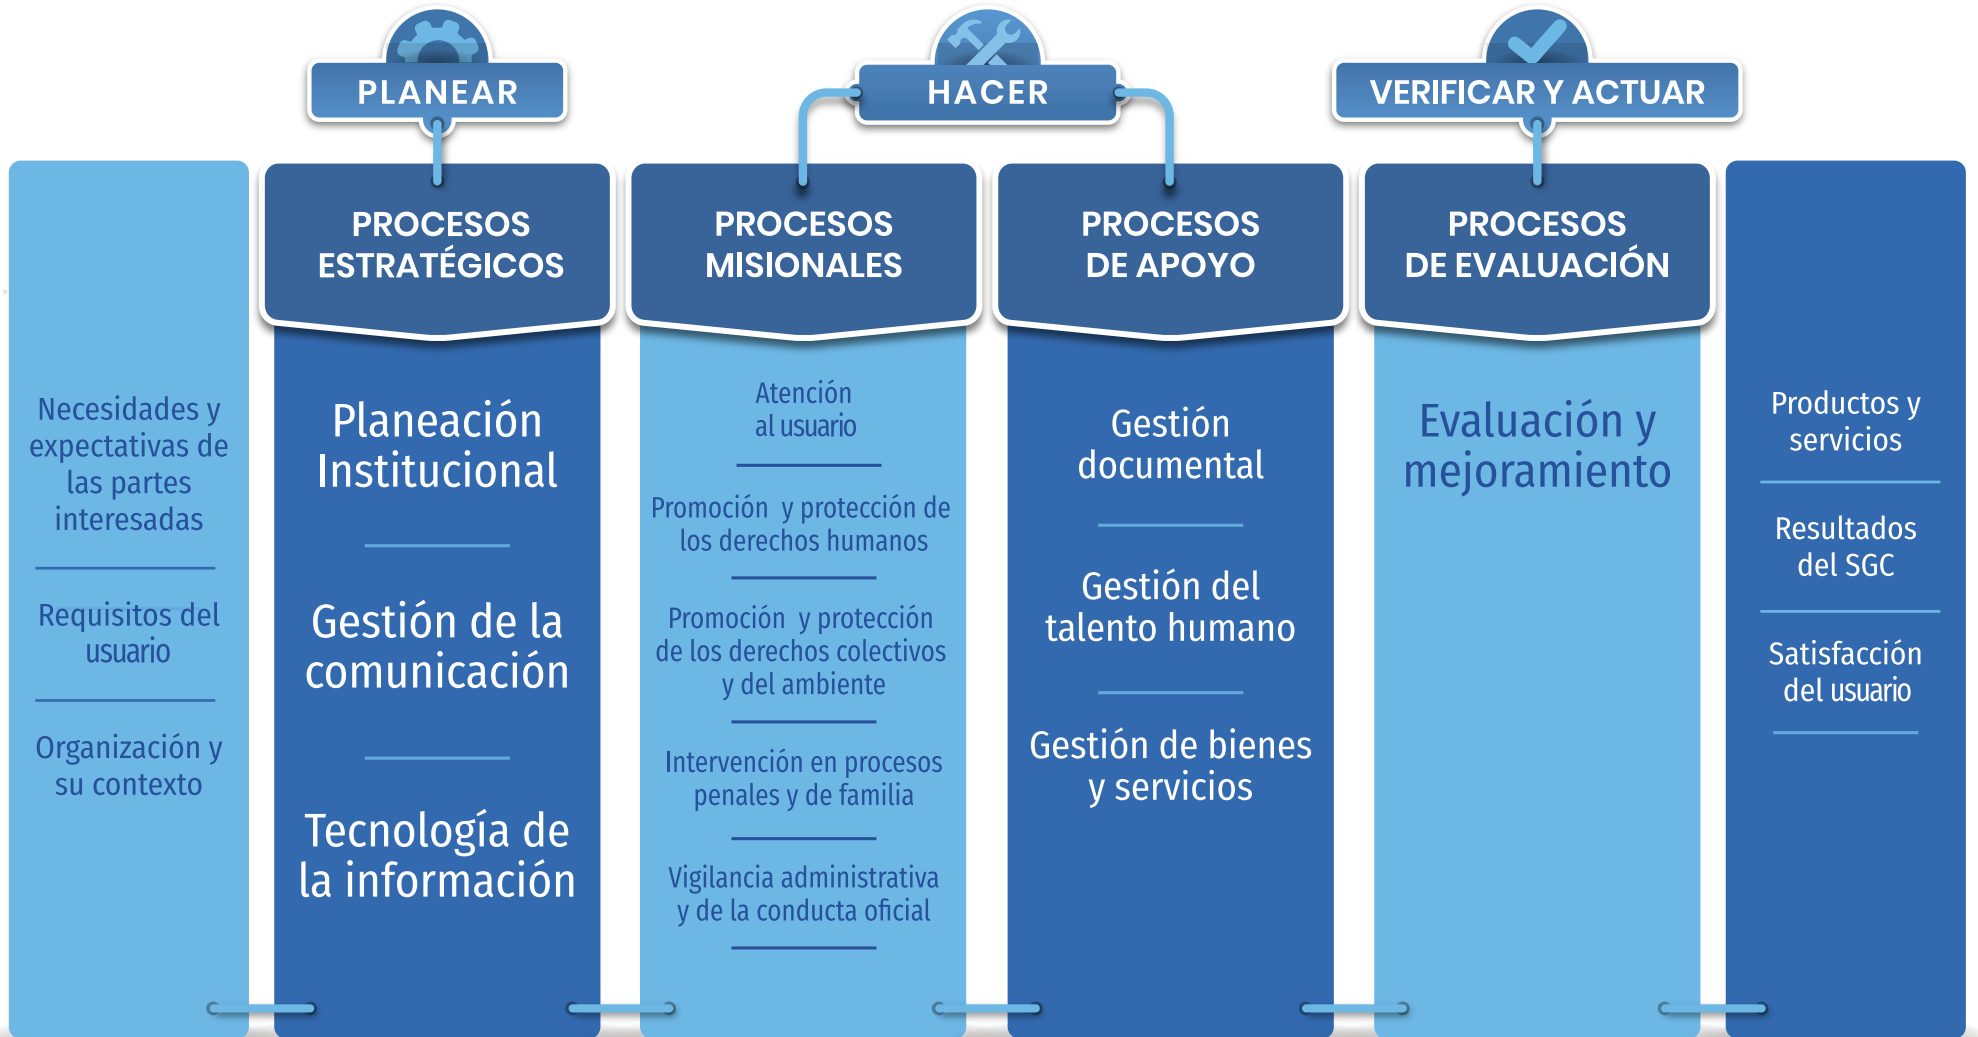 PLANEAR
HACER
VERIFICAR Y ACTUAR
Necesidades y
expectativas de
las partes
interesadas
Requisitos del
usuario
Organización y
su contexto
PROCESOS
ESTRATÉGICOS
Planeación
Institucional
Gestión de la
comunicación
Tecnología de
la información
PROCESOS
MISIONALES
Atención
al usuario
Promoción y protección de
los derechos humanos
Promoción y protección
de los derechos colectivos
y del ambiente
Intervención en procesos
penales y de familia
Vigilancia administrativa
y de la conducta oficial
PROCESOS
DE APOYO
Gestión
documental
Gestión del
talento humano
Gestión de bienes
y servicios
PROCESOS
DE EVALUACIÓN
Evaluación y
mejoramiento
Productos y
servicios
Resultados
del SGC
Satisfacción
del usuario